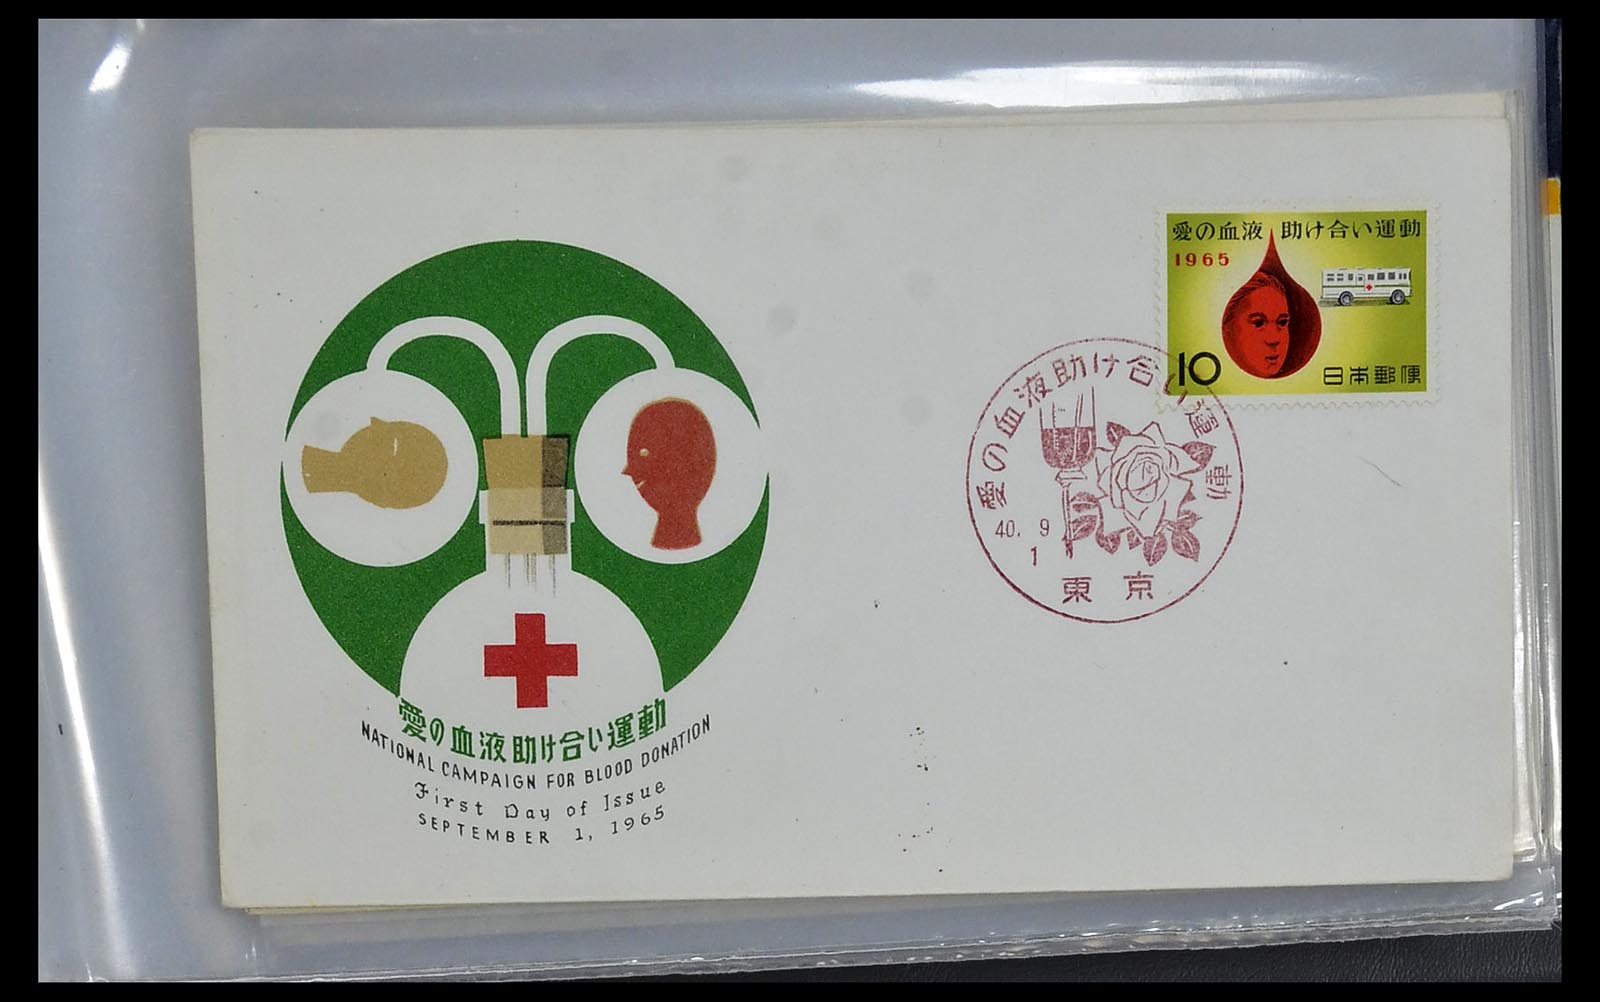 愛の血液 助け合い運動
1965
10
日本郵便
愛の血液助け合い運動
40. 9
1
東京
愛の血液助け合い運動
NATIONAL CAMPAIGN FOR BLOOD DONATION
First Day of Issue
SEPTEMBER 1, 1965